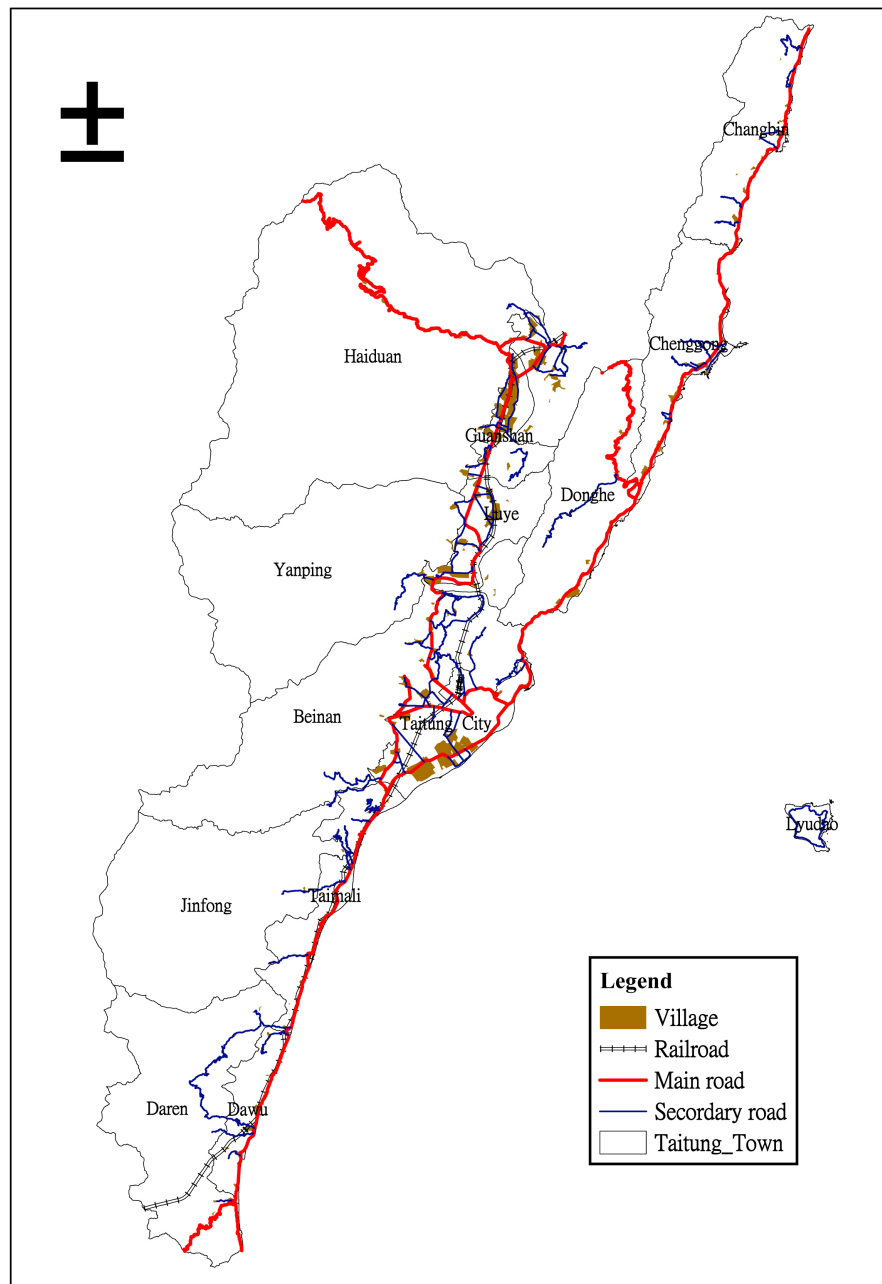 Changbin
Chenggong
Haiduan
Guanshan
Donghe
Luye
Yanping
Beinan
Taitung City
Lyudao
Taimali
Jinfong
Daren
Dawu
Legend
Village
Railroad
Main road
Secordary road
Taitung_Town